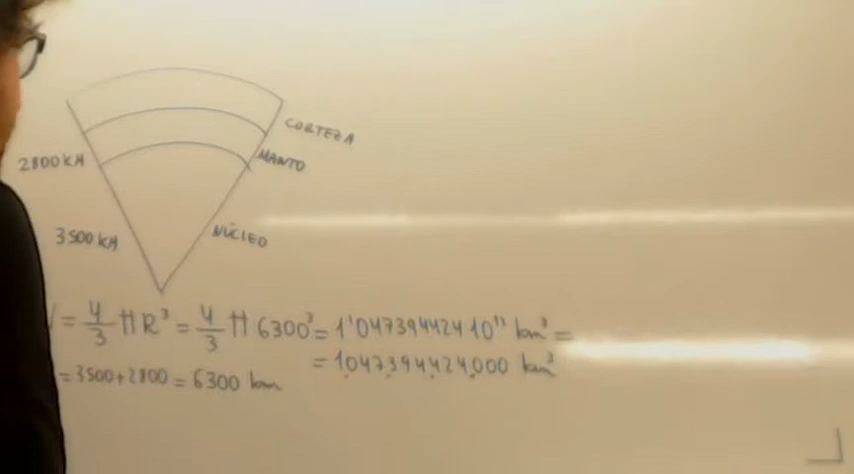 CORTEZA
MANTO
2800 KM
NÚCLEO
3500 KM
V = 4/3 π R³ = 4/3 π 6300³ = 1'047394424 10¹² km³ =
= 1.047.394.424.000 km³
= 3500 + 2800 = 6300 km